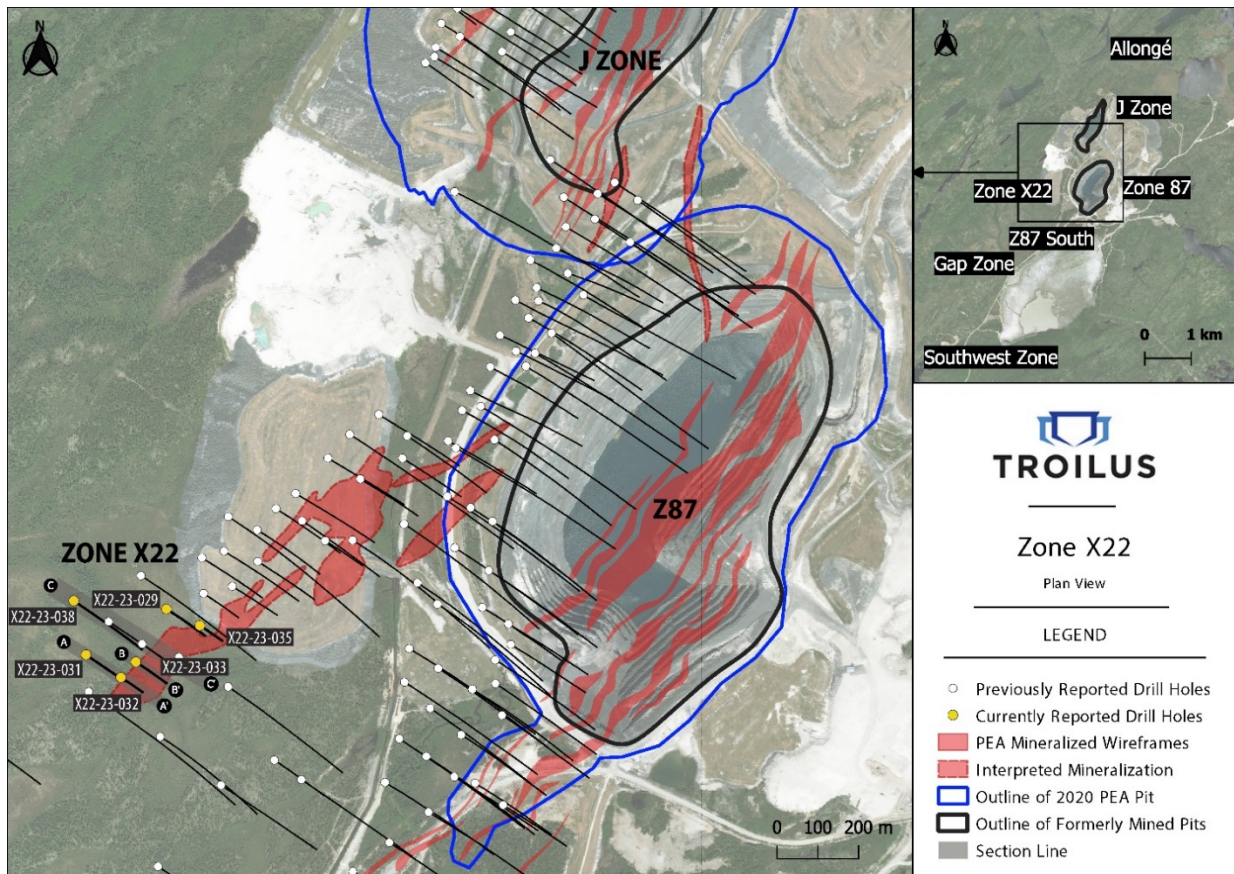 N
J ZONE
Z87
ZONE X22
C
X22-23-029
X22-23-038
A
X22-23-035
B
X22-23-033
X22-23-031
B'
C'
X22-23-032
A'
0 100 200 m
N
Allongé
J Zone
Zone X22
Zone 87
Z87 South
Gap Zone
0 1 km
Southwest Zone
TROILUS
Zone X22
Plan View
LEGEND
Previously Reported Drill Holes
Currently Reported Drill Holes
PEA Mineralized Wireframes
Interpreted Mineralization
Outline of 2020 PEA Pit
Outline of Formerly Mined Pits
Section Line